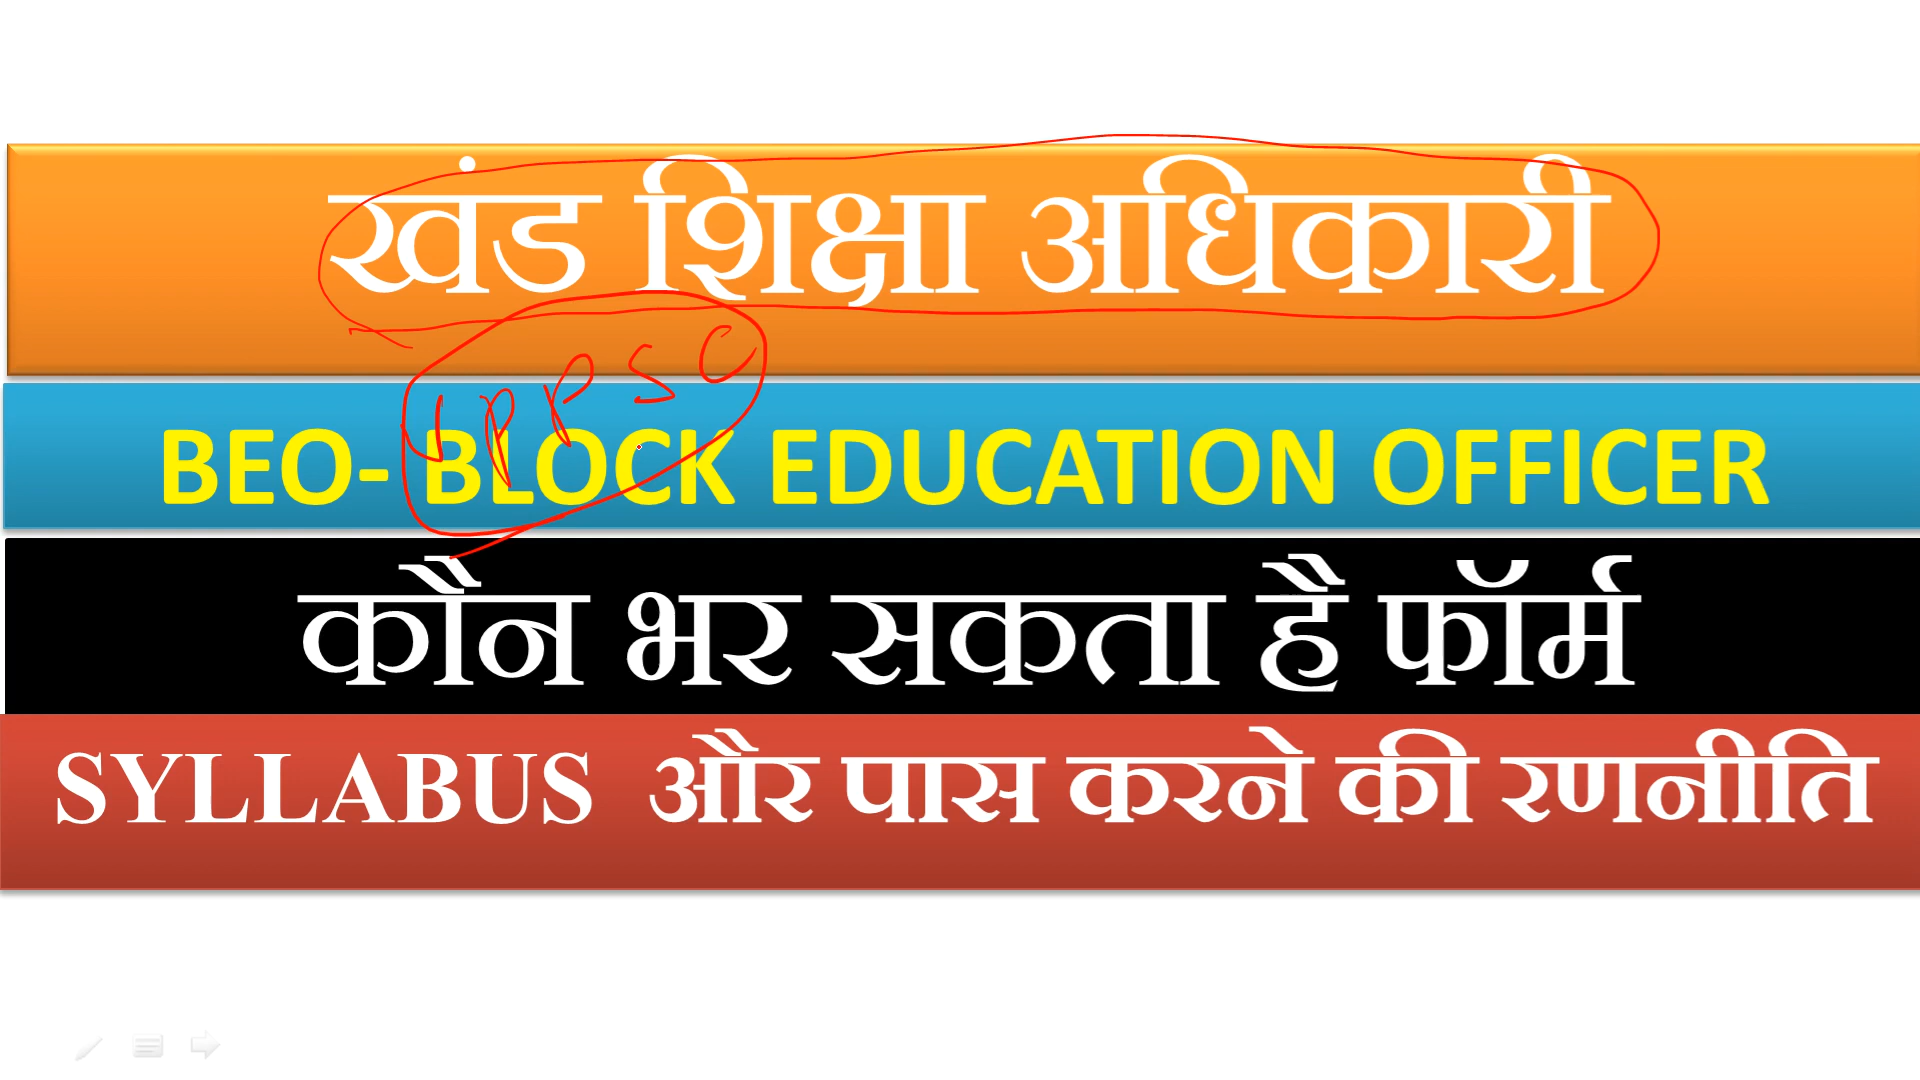 खंड शिक्षा अधिकारी
UPPSC
BEO- BLOCK EDUCATION OFFICER
कौन भर सकता है फॉर्म
SYLLABUS और पास करने की रणनीति